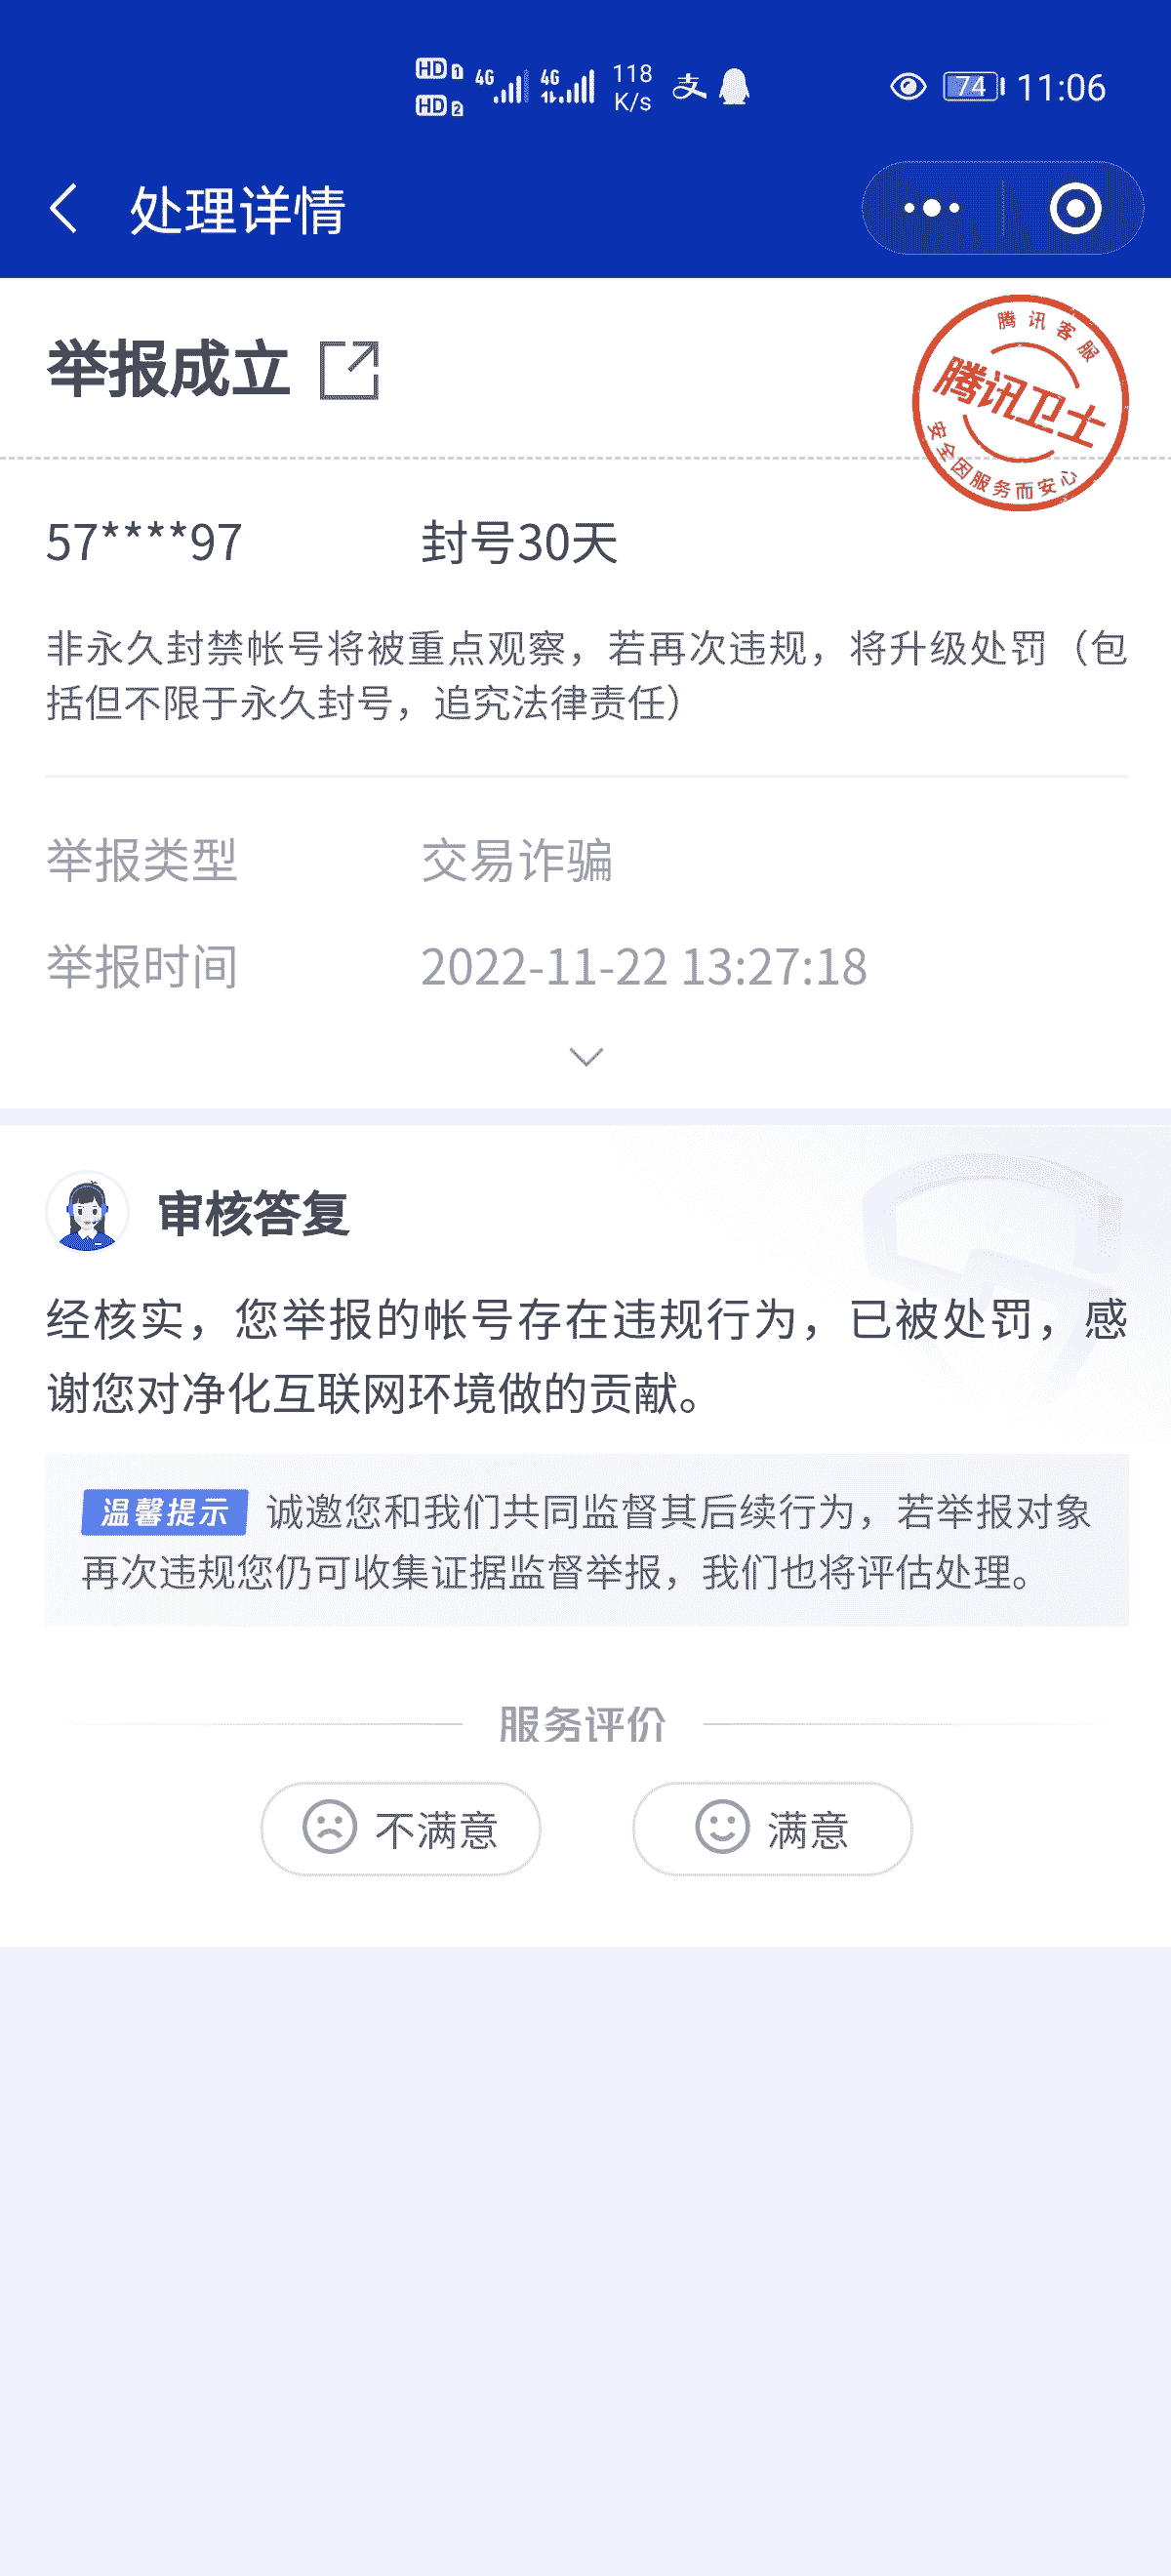 HD 1 4G 4G 118 支 74 11:06
HD 2 K/s
处理详情
举报成立
腾讯客服
腾讯卫士
安全因服务而安心
57****97 封号30天
非永久封禁帐号将被重点观察，若再次违规，将升级处罚（包
括但不限于永久封号，追究法律责任）
举报类型 交易诈骗
举报时间 2022-11-22 13:27:18
审核答复
经核实，您举报的帐号存在违规行为，已被处罚，感
谢您对净化互联网环境做的贡献。
温馨提示 诚邀您和我们共同监督其后续行为，若举报对象
再次违规您仍可收集证据监督举报，我们也将评估处理。
服务评价
不满意 满意